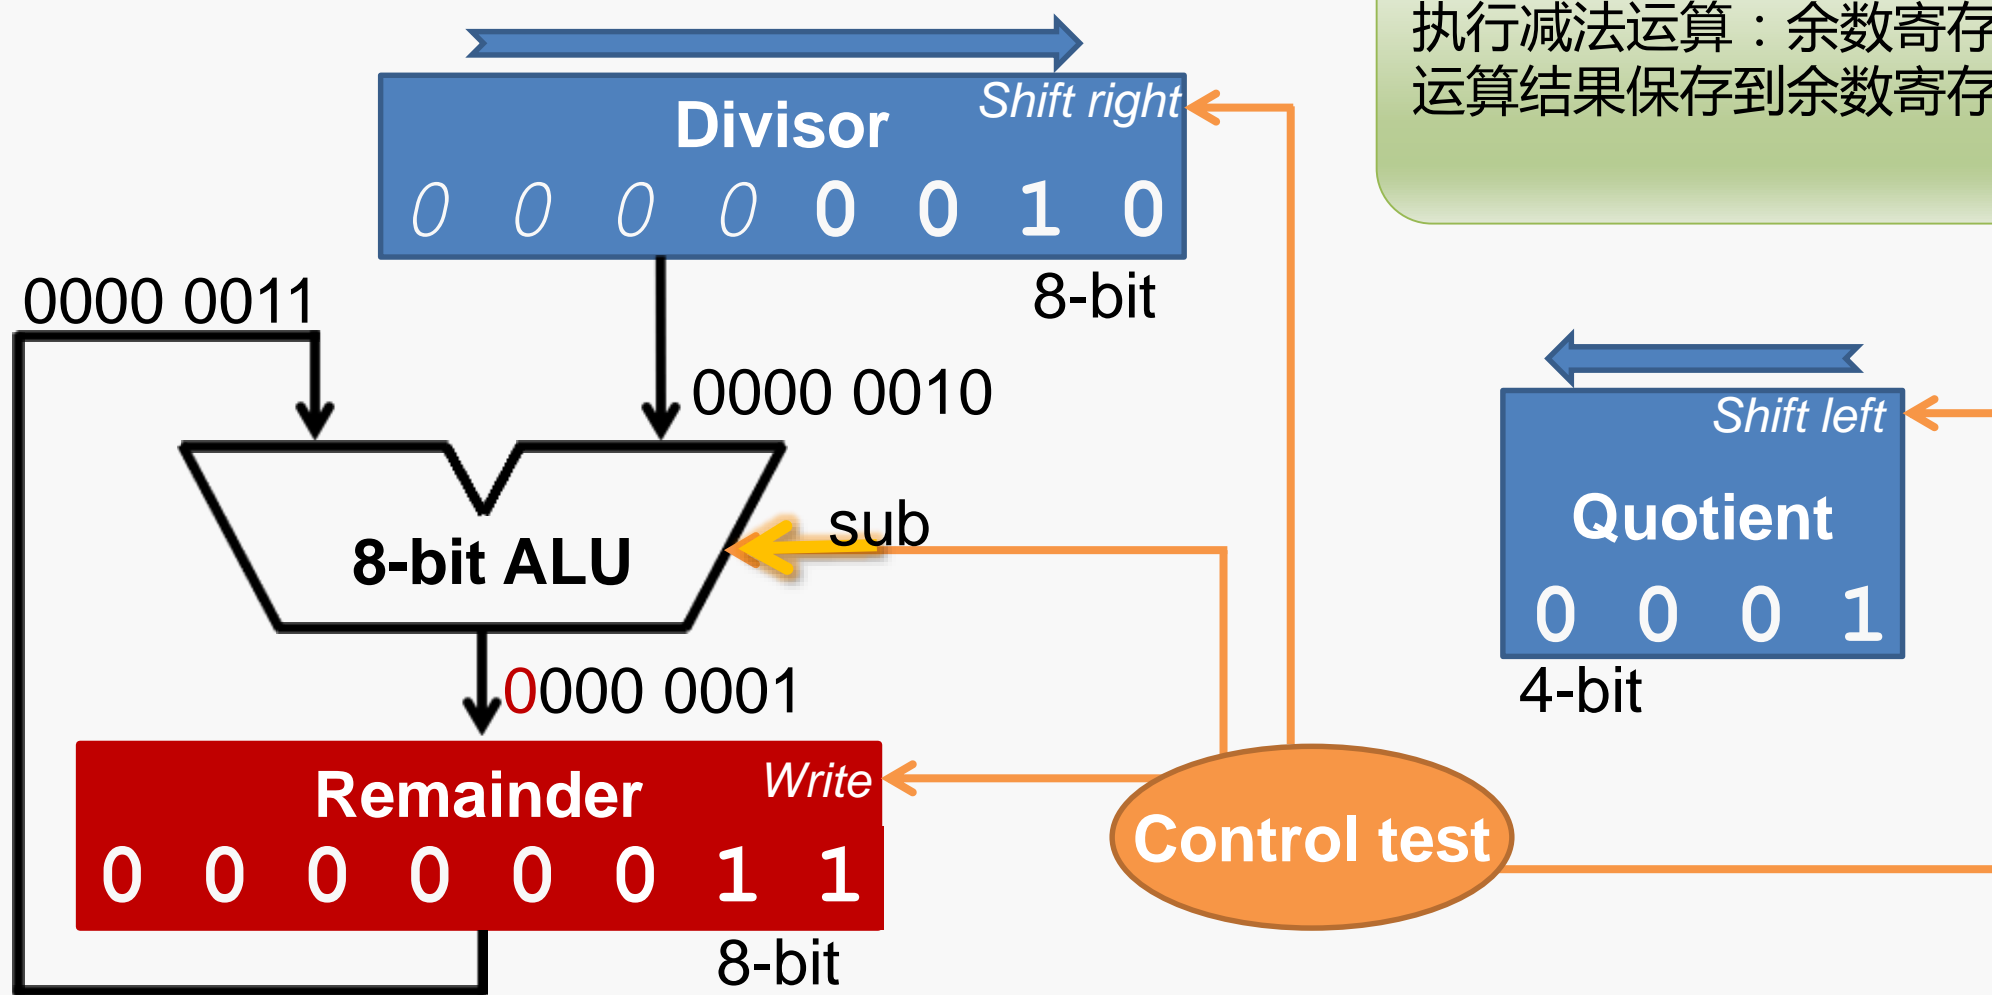 执行减法运算：余数寄存
运算结果保存到余数寄存
Shift right
Divisor
0 0 0 0 0 0 1 0
8-bit
0000 0011
0000 0010
Shift left
Quotient
0 0 0 1
4-bit
sub
8-bit ALU
0000 0001
Write
Remainder
0 0 0 0 0 0 1 1
8-bit
Control test